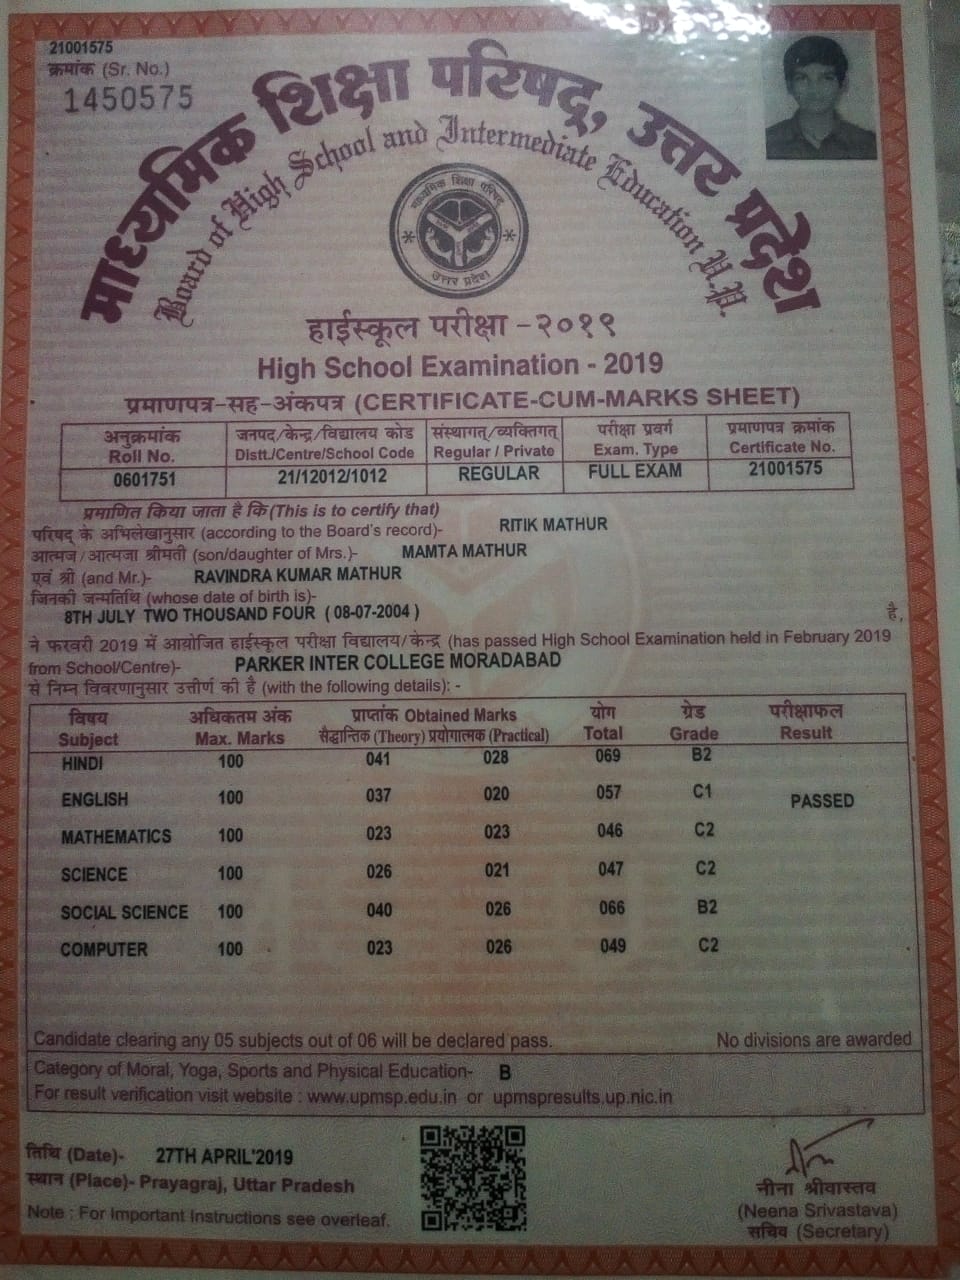 21001575
क्रमांक (Sr. No.)
1450575
माध्यमिक शिक्षा परिषद्, उत्तर प्रदेश
Board of High School and Intermediate Education U.P.
माध्यमिक शिक्षा परिषद
उत्तर प्रदेश
हाईस्कूल परीक्षा - २०१९
High School Examination - 2019
प्रमाणपत्र-सह-अंकपत्र (CERTIFICATE-CUM-MARKS SHEET)
अनुक्रमांक जनपद/केन्द्र/विद्यालय कोड संस्थागत्/व्यक्तिगत् परीक्षा प्रवर्ग प्रमाणपत्र क्रमांक
Roll No. Distt./Centre/School Code Regular / Private Exam. Type Certificate No.
0601751 21/12012/1012 REGULAR FULL EXAM 21001575
प्रमाणित किया जाता है कि (This is to certify that)
परिषद् के अभिलेखानुसार (according to the Board's record)- RITIK MATHUR
आत्मज/आत्मजा श्रीमती (son/daughter of Mrs.)- MAMTA MATHUR
एवं श्री (and Mr.)- RAVINDRA KUMAR MATHUR
जिनकी जन्मतिथि (whose date of birth is)-
8TH JULY TWO THOUSAND FOUR ( 08-07-2004 ) है,
ने फरवरी 2019 में आयोजित हाईस्कूल परीक्षा विद्यालय/केन्द्र (has passed High School Examination held in February 2019
from School/Centre)- PARKER INTER COLLEGE MORADABAD
से निम्न विवरणानुसार उत्तीर्ण की है (with the following details): -
विषय अधिकतम अंक प्राप्तांक Obtained Marks योग ग्रेड परीक्षाफल
Subject Max. Marks सैद्धान्तिक (Theory) प्रयोगात्मक (Practical) Total Grade Result
HINDI 100 041 028 069 B2
ENGLISH 100 037 020 057 C1 PASSED
MATHEMATICS 100 023 023 046 C2
SCIENCE 100 026 021 047 C2
SOCIAL SCIENCE 100 040 026 066 B2
COMPUTER 100 023 026 049 C2
Candidate clearing any 05 subjects out of 06 will be declared pass. No divisions are awarded
Category of Moral, Yoga, Sports and Physical Education- B
For result verification visit website : www.upmsp.edu.in or upmspresults.up.nic.in
तिथि (Date)- 27TH APRIL'2019
स्थान (Place)- Prayagraj, Uttar Pradesh
Note : For Important Instructions see overleaf.
नीना श्रीवास्तव
(Neena Srivastava)
सचिव (Secretary)